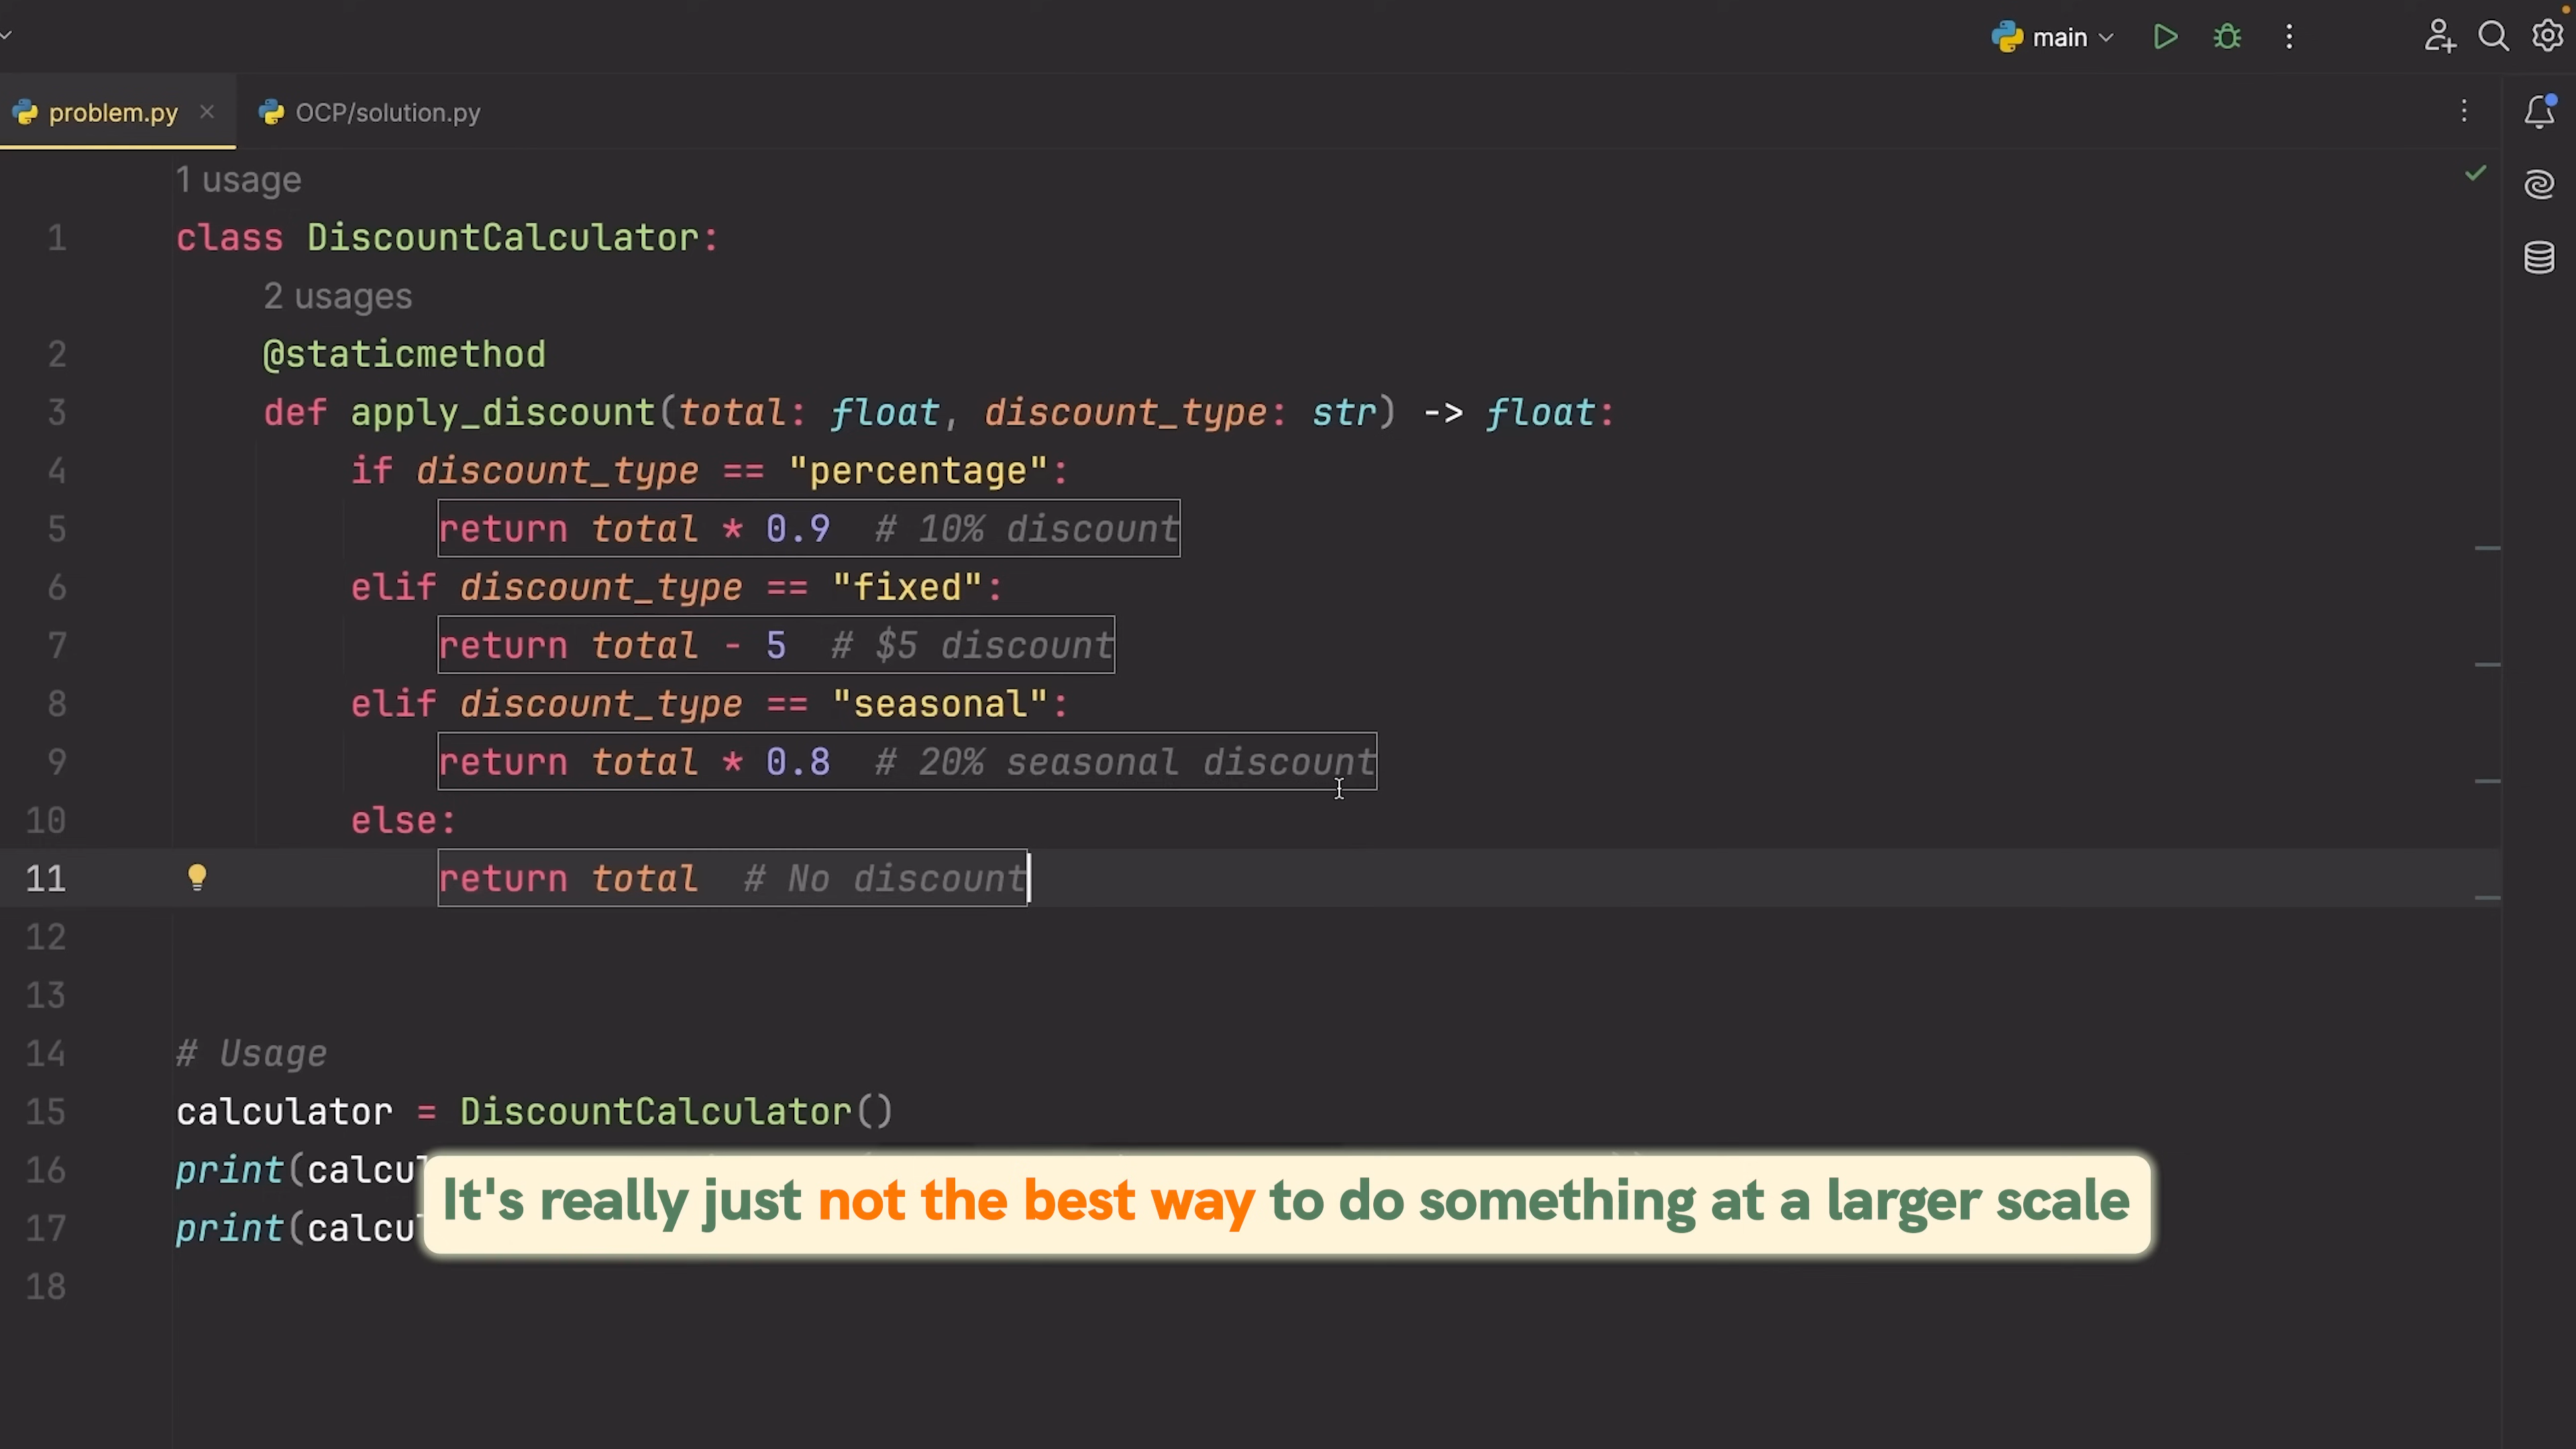 main
problem.py
OCP/solution.py
1 usage
1 class DiscountCalculator:
2 usages
2 @staticmethod
3 def apply_discount(total: float, discount_type: str) -> float:
4 if discount_type == "percentage":
5 return total * 0.9 # 10% discount
6 elif discount_type == "fixed":
7 return total - 5 # $5 discount
8 elif discount_type == "seasonal":
9 return total * 0.8 # 20% seasonal discount
10 else:
11 return total # No discount
12
13
14 # Usage
15 calculator = DiscountCalculator()
16 print(calcu
17 print(calcu
It's really just not the best way to do something at a larger scale
18